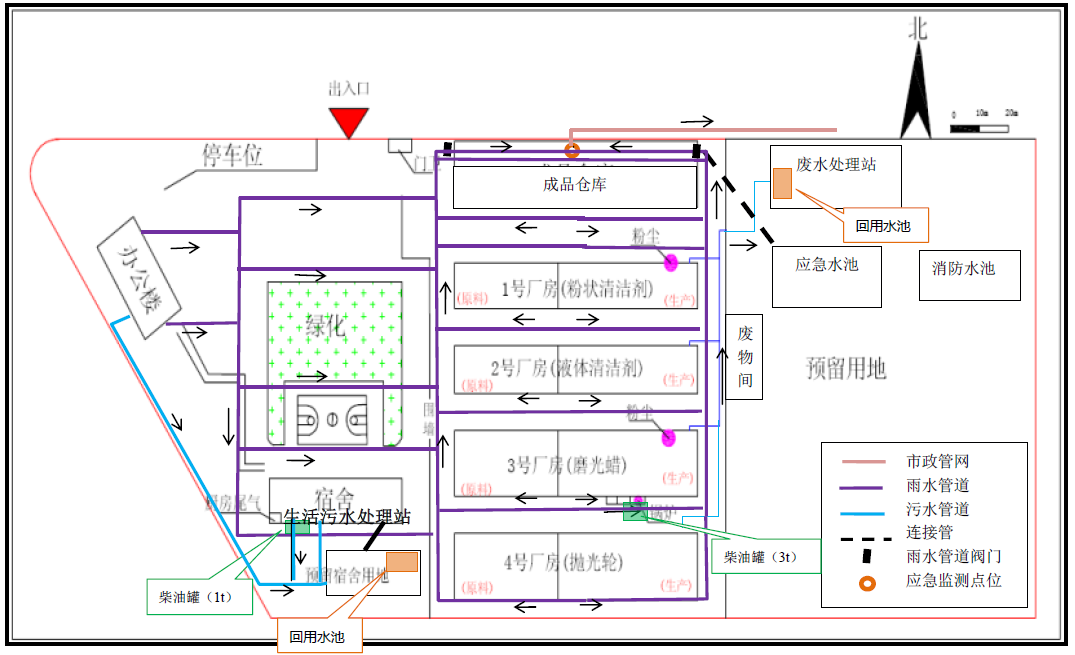 北
出入口
0 10m 20m
停车位
门卫
成品仓库
废水处理站
回用水池
办公楼
粉尘
应急水池
消防水池
(原料)
1号厂房(粉状清洁剂)
(生产)
绿化
废物间
预留用地
2号厂房(液体清洁剂)
(原料)
(生产)
围墙
粉尘
3号厂房(磨光蜡)
(原料)
(生产)
市政管网
雨水管道
污水管道
连接管
雨水管道阀门
应急监测点位
宿舍
厨房尾气
生活污水处理站
锅炉
柴油罐（3t）
4号厂房(抛光轮)
(原料)
(生产)
预留宿舍用地
柴油罐（1t）
回用水池